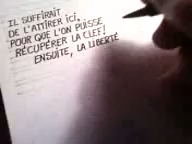 IL SUFFIRAIT
DE L'ATTIRER ICI,
POUR QUE L'ON PUISSE
RÉCUPÉRER LA CLEF!
ENSUITE, LA LIBERTÉ